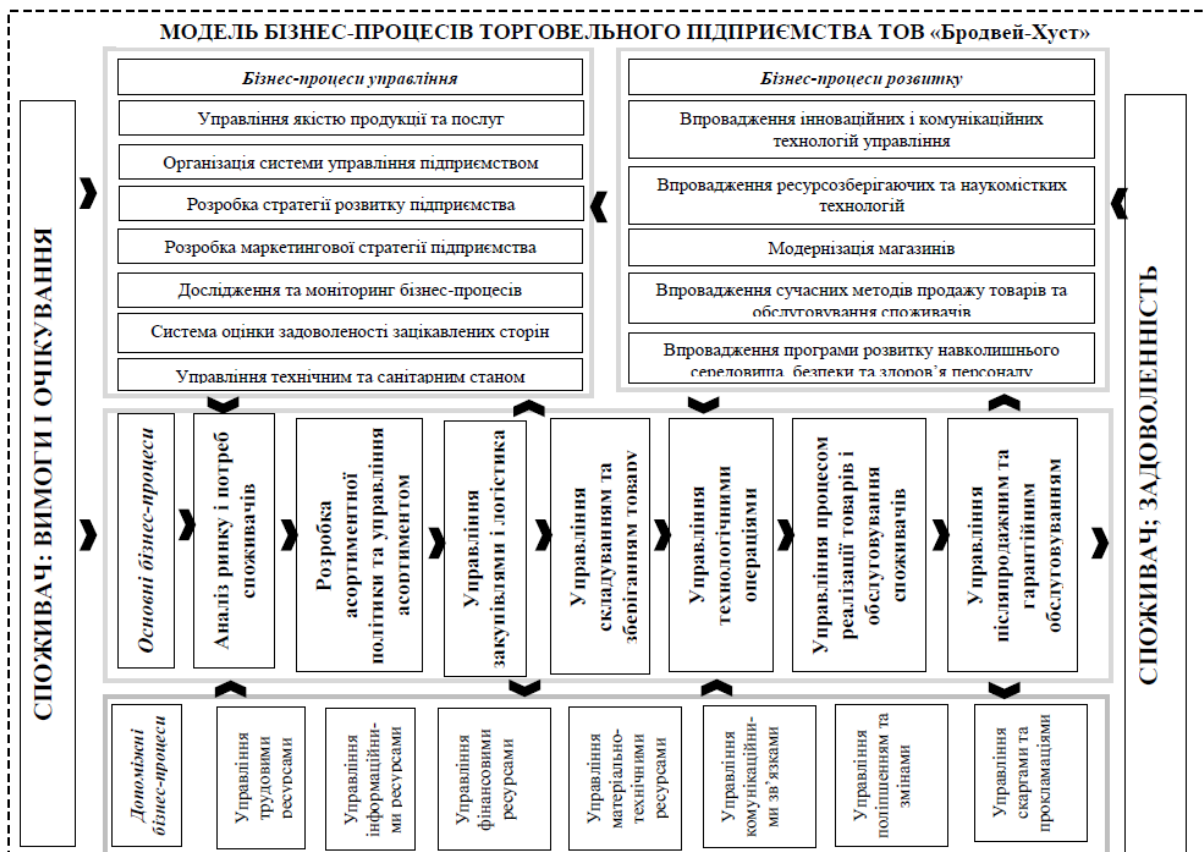 МОДЕЛЬ БІЗНЕС-ПРОЦЕСІВ ТОРГОВЕЛЬНОГО ПІДПРИЄМСТВА ТОВ «Бродвей-Хуст»
СПОЖИВАЧ: ВИМОГИ І ОЧІКУВАННЯ
Бізнес-процеси управління
Управління якістю продукції та послуг
Організація системи управління підприємством
Розробка стратегії розвитку підприємства
Розробка маркетингової стратегії підприємства
Дослідження та моніторинг бізнес-процесів
Система оцінки задоволеності зацікавлених сторін
Управління технічним та санітарним станом
Бізнес-процеси розвитку
Впровадження інноваційних і комунікаційних
технологій управління
Впровадження ресурсозберігаючих та наукомістких
технологій
Модернізація магазинів
Впровадження сучасних методів продажу товарів та
обслуговування споживачів
Впровадження програми розвитку навколишнього
середовища, безпеки та здоров’я персоналу
Основні бізнес-процеси
Аналіз ринку і потреб
споживачів
Розробка
асортиментної
політики та управління
асортиментом
Управління
закупівлями і логістика
Управління
складуванням та
зберіганням товару
Управління
технологічними
операціями
Управління процесом
реалізації товарів і
обслуговування
споживачів
Управління
післяпродажним та
гарантійним
обслуговуванням
Допоміжні
бізнес-процеси
Управління
трудовими
ресурсами
Управління
інформаційни-
ми ресурсами
Управління
фінансовими
ресурсами
Управління
матеріально-
технічними
ресурсами
Управління
комунікаційни-
ми зв’язками
Управління
поліпшенням та
змінами
Управління
скаргами та
прокламаціями
СПОЖИВАЧ; ЗАДОВОЛЕННІСТЬ